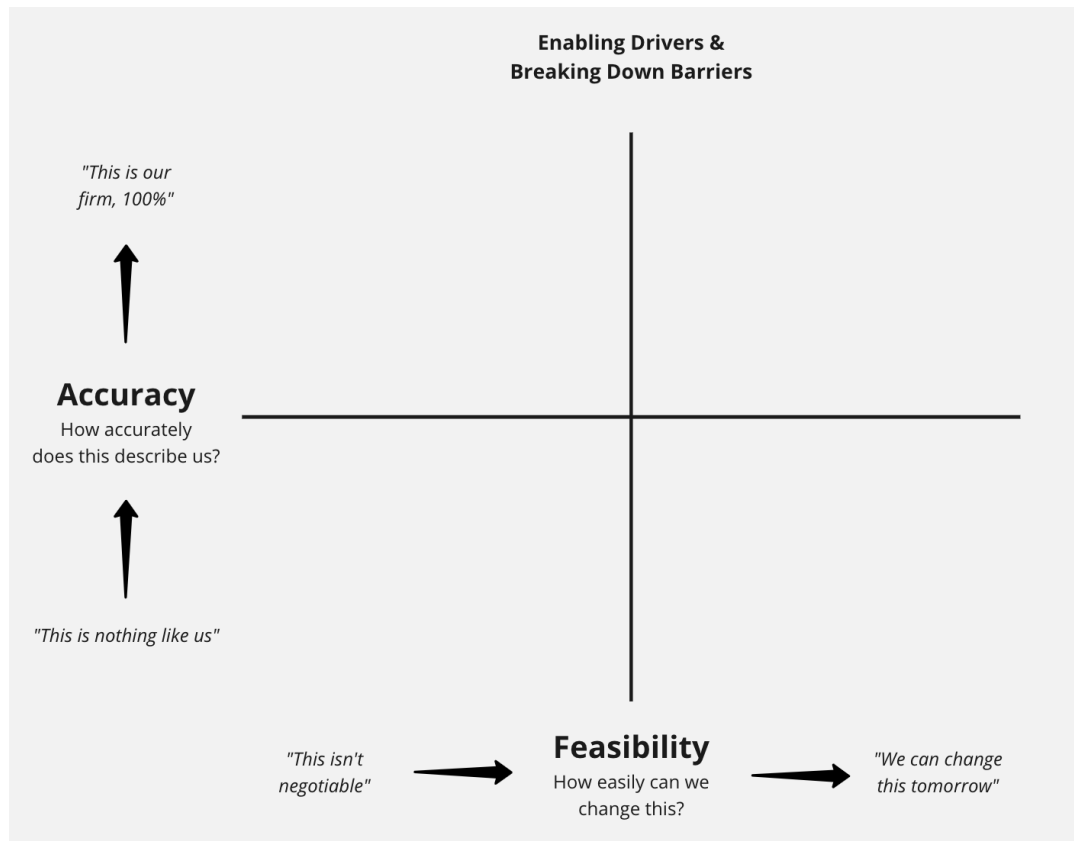 Enabling Drivers &
Breaking Down Barriers
"This is our
firm, 100%"
Accuracy
How accurately
does this describe us?
"This is nothing like us"
"This isn't
negotiable"
Feasibility
How easily can we
change this?
"We can change
this tomorrow"